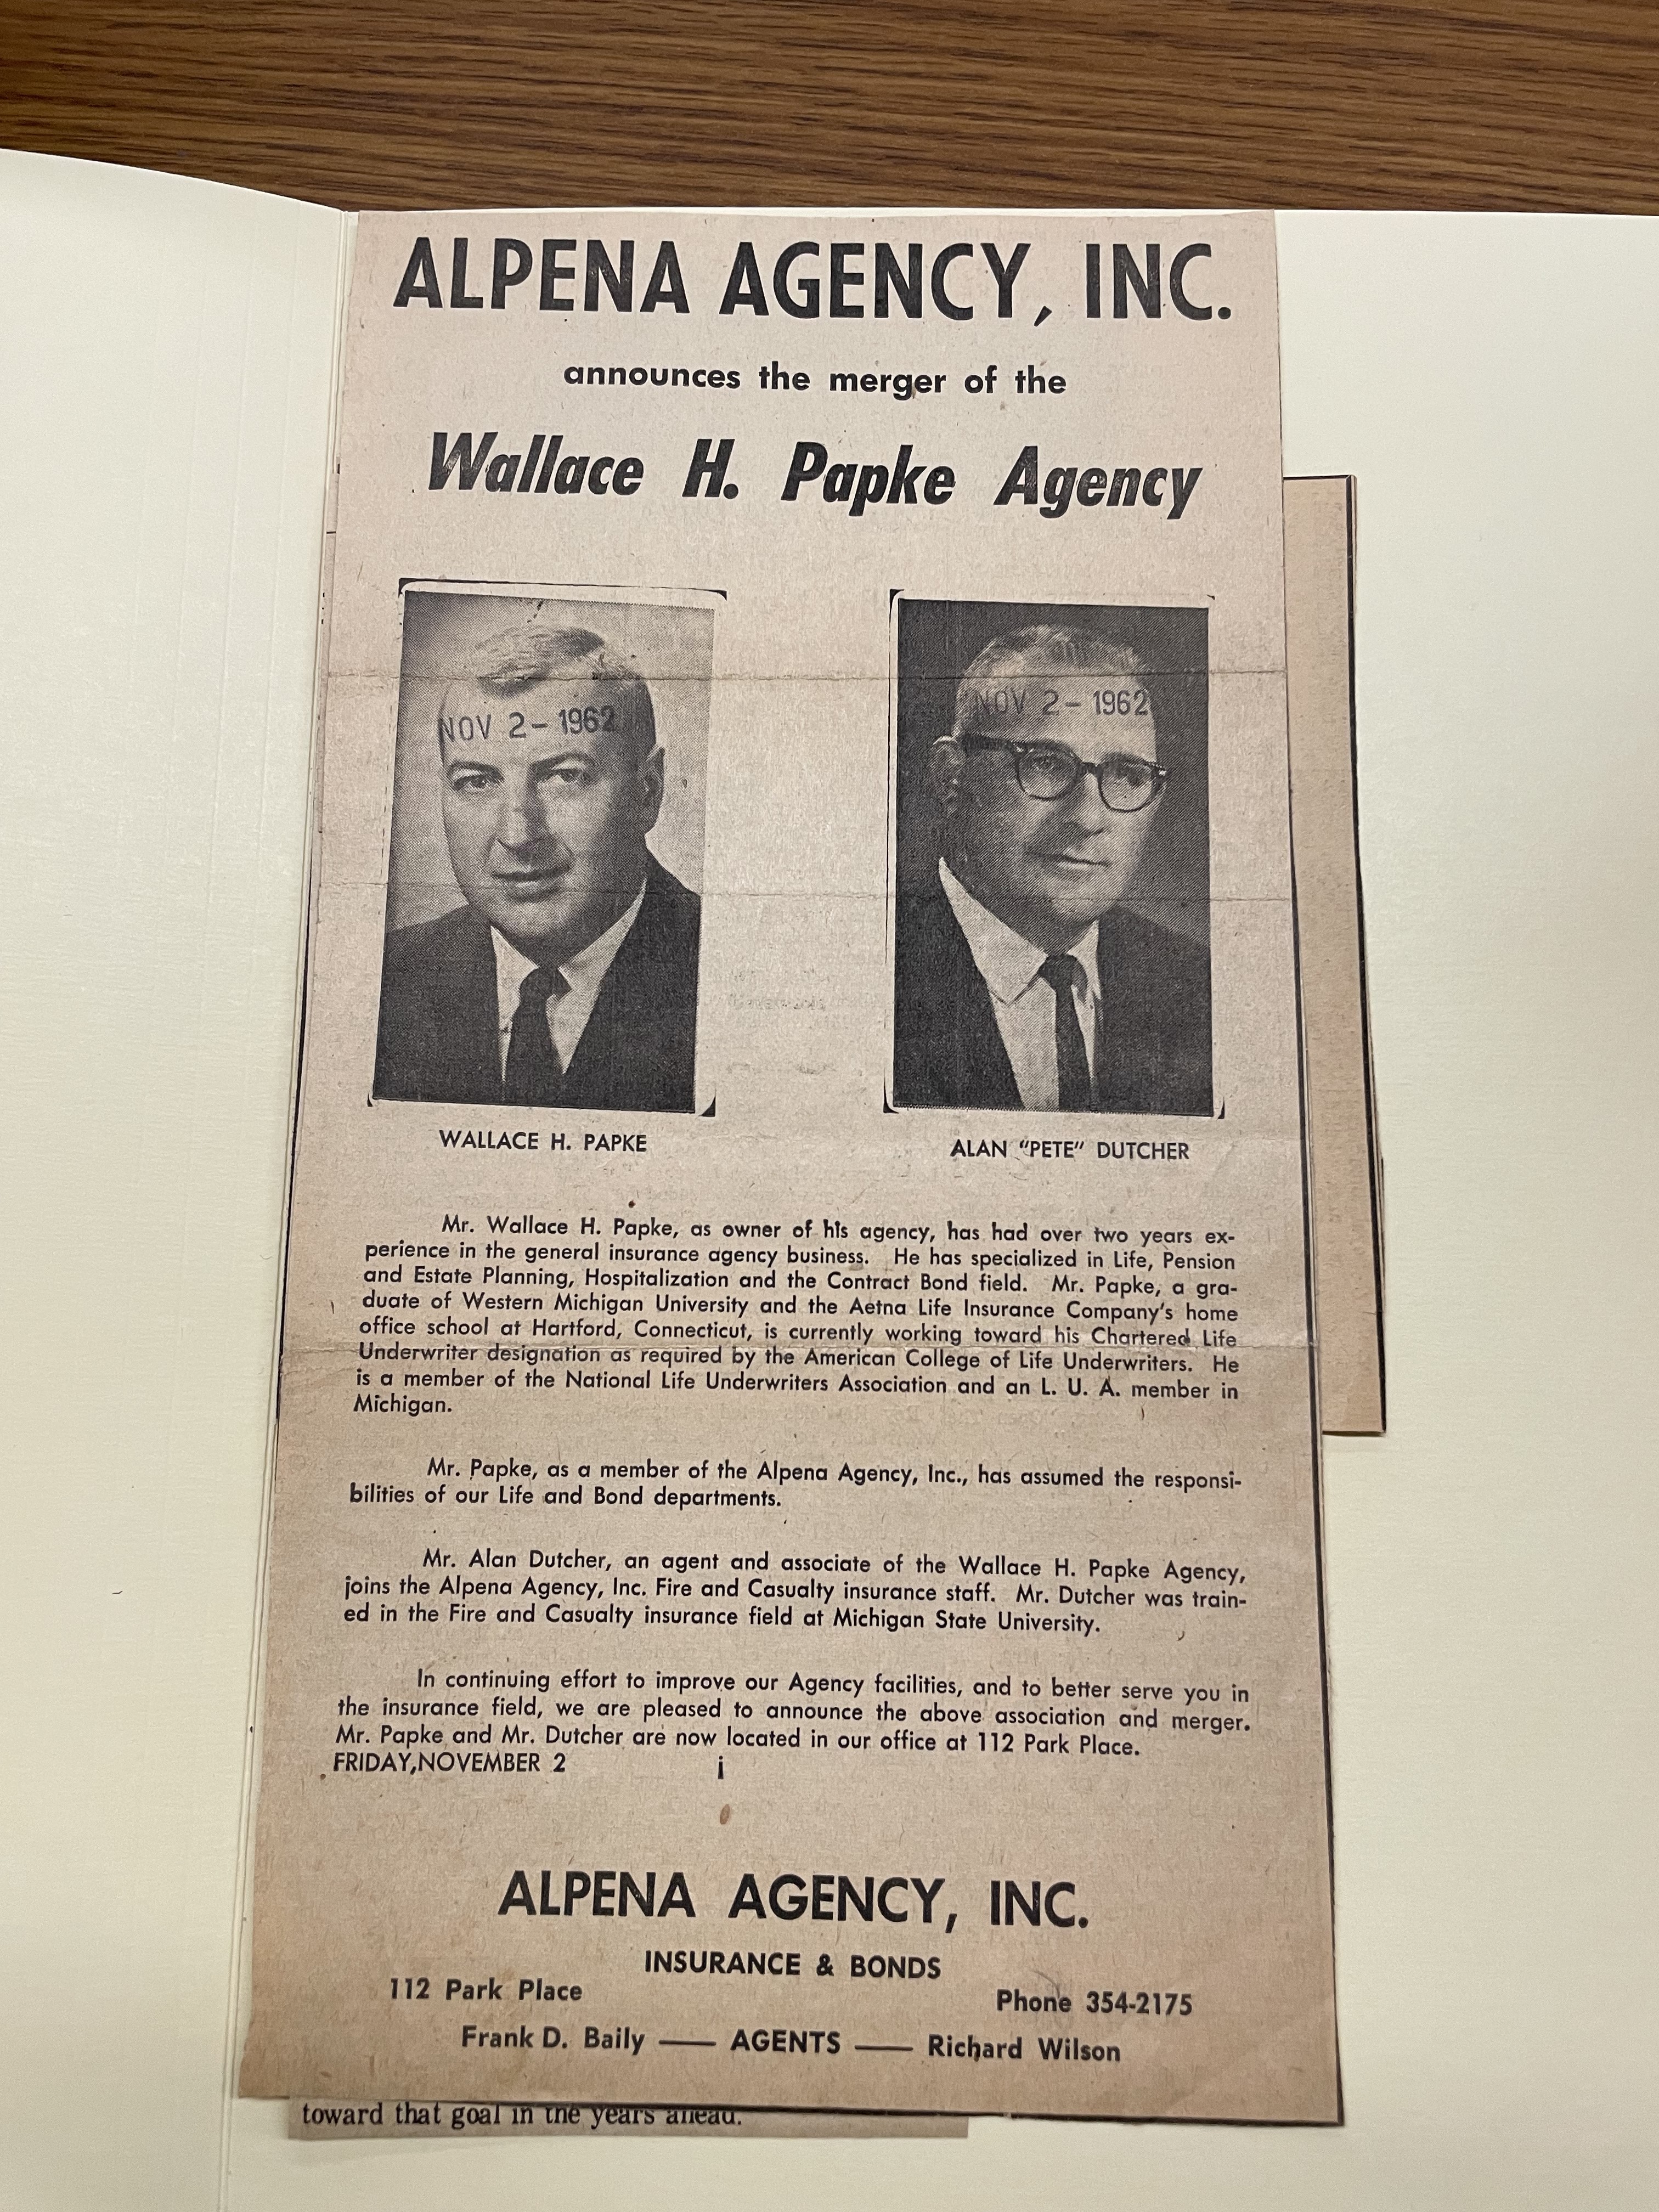 ALPENA AGENCY, INC.
announces the merger of the
Wallace H. Papke Agency
NOV 2 - 1962
NOV 2 - 1962
WALLACE H. PAPKE
ALAN "PETE" DUTCHER
Mr. Wallace H. Papke, as owner of his agency, has had over two years ex-
perience in the general insurance agency business. He has specialized in Life, Pension
and Estate Planning, Hospitalization and the Contract Bond field. Mr. Papke, a gra-
duate of Western Michigan University and the Aetna Life Insurance Company's home
office school at Hartford, Connecticut, is currently working toward his Chartered Life
Underwriter designation as required by the American College of Life Underwriters. He
is a member of the National Life Underwriters Association and an L. U. A. member in
Michigan.
Mr. Papke, as a member of the Alpena Agency, Inc., has assumed the responsi-
bilities of our Life and Bond departments.
Mr. Alan Dutcher, an agent and associate of the Wallace H. Papke Agency,
joins the Alpena Agency, Inc. Fire and Casualty insurance staff. Mr. Dutcher was train-
ed in the Fire and Casualty insurance field at Michigan State University.
In continuing effort to improve our Agency facilities, and to better serve you in
the insurance field, we are pleased to announce the above association and merger.
Mr. Papke and Mr. Dutcher are now located in our office at 112 Park Place.
FRIDAY, NOVEMBER 2
ALPENA AGENCY, INC.
INSURANCE & BONDS
112 Park Place
Phone 354-2175
Frank D. Baily —— AGENTS —— Richard Wilson
toward that goal in the years ahead.